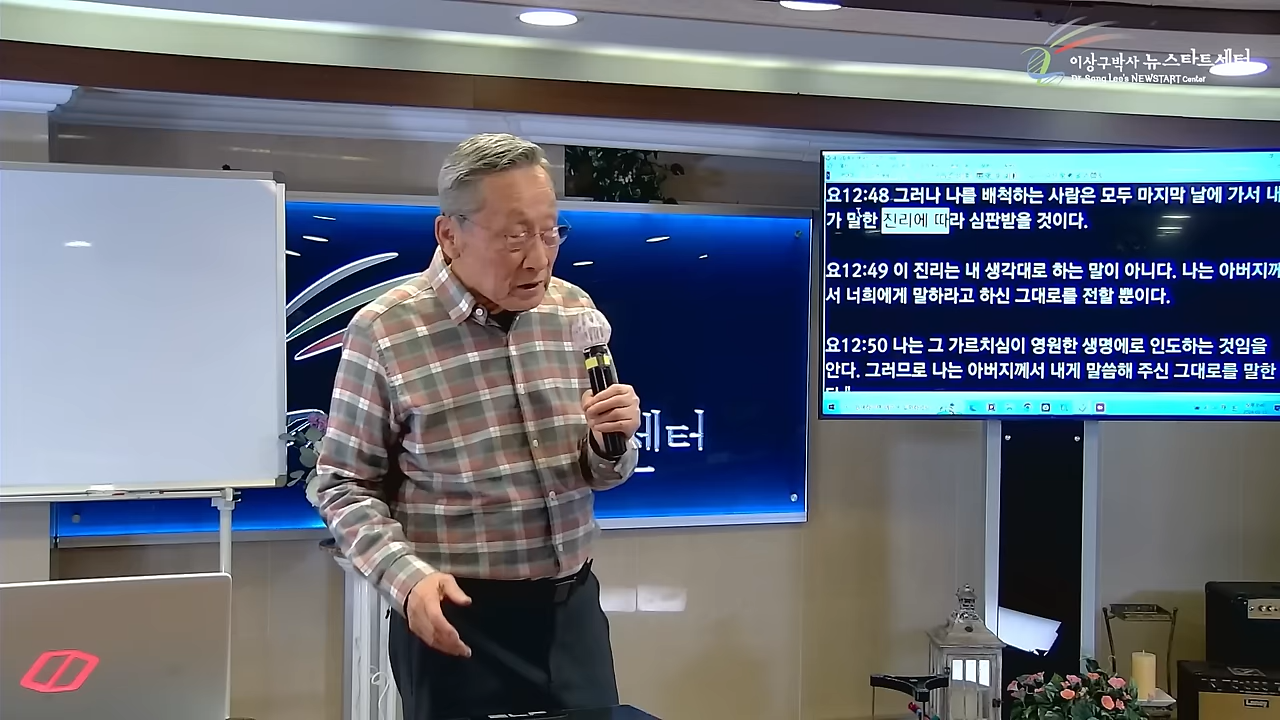 이상구박사 뉴스타트센터
Dr. Sang Lee's NEWSTART Center
요12:48 그러나 나를 배척하는 사람은 모두 마지막 날에 가서 내
가 말한 진리에 따라 심판받을 것이다.
요12:49 이 진리는 내 생각대로 하는 말이 아니다. 나는 아버지께
서 너희에게 말하라고 하신 그대로를 전할 뿐이다.
요12:50 나는 그 가르치심이 영원한 생명에로 인도하는 것임을
안다. 그러므로 나는 아버지께서 내게 말씀해 주신 그대로를 말한
센터